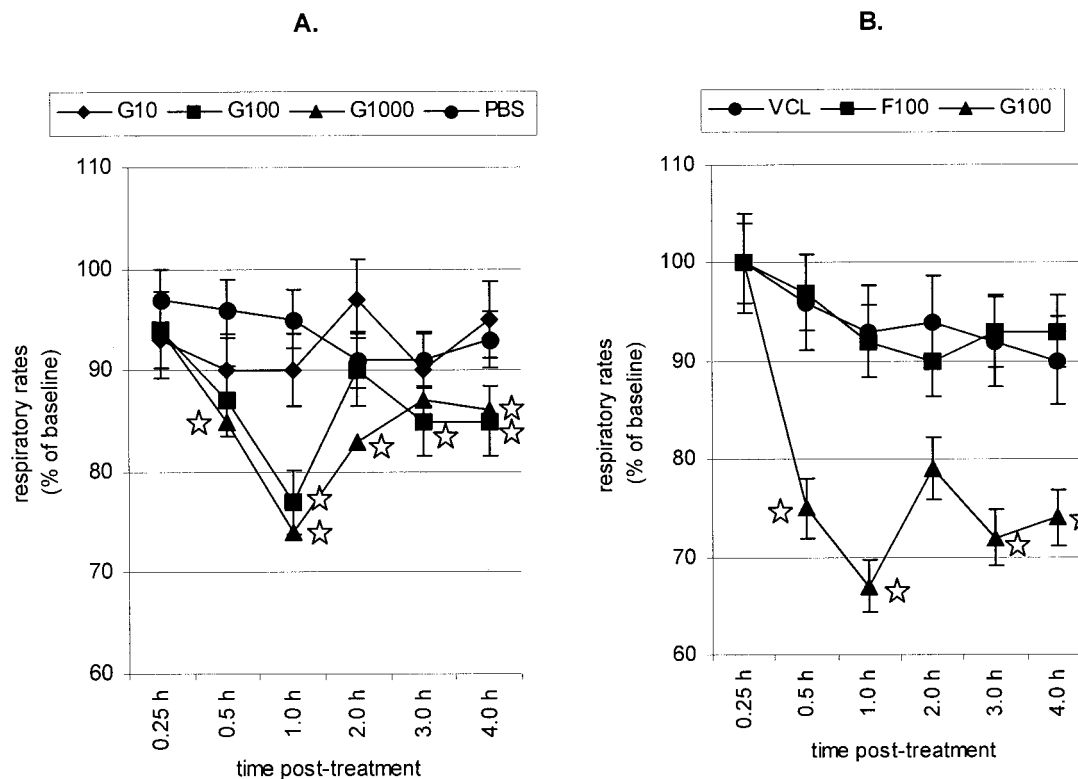 A.
G10 G100 G1000 PBS
110
100
90
80
70
60
respiratory rates
(% of baseline)
0.25 h
0.5 h
1.0 h
2.0 h
3.0 h
4.0 h
time post-treatment
B.
VCL F100 G100
110
100
90
80
70
60
respiratory rates
(% of baseline)
0.25 h
0.5 h
1.0 h
2.0 h
3.0 h
4.0 h
time post-treatment